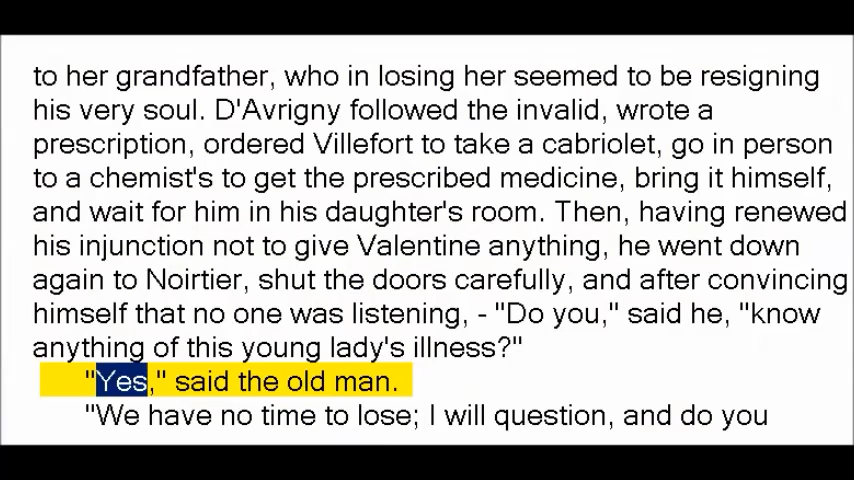 to her grandfather, who in losing her seemed to be resigning
his very soul. D'Avrigny followed the invalid, wrote a
prescription, ordered Villefort to take a cabriolet, go in person
to a chemist's to get the prescribed medicine, bring it himself,
and wait for him in his daughter's room. Then, having renewed
his injunction not to give Valentine anything, he went down
again to Noirtier, shut the doors carefully, and after convincing
himself that no one was listening, - "Do you," said he, "know
anything of this young lady's illness?"
"Yes," said the old man.
"We have no time to lose; I will question, and do you